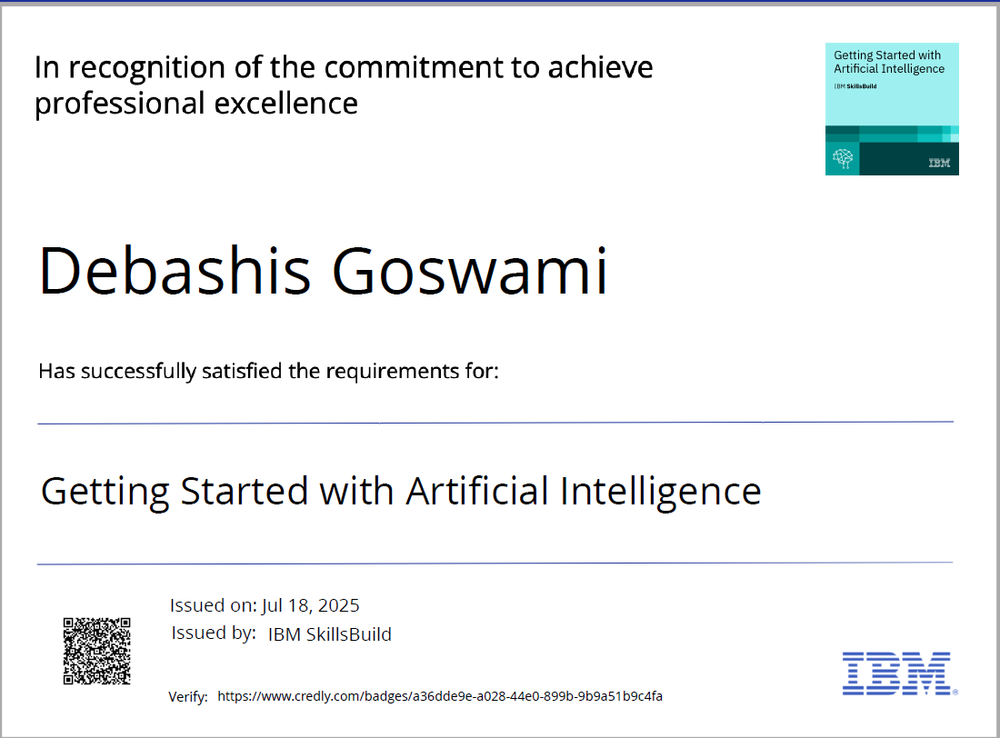 In recognition of the commitment to achieve
professional excellence
Getting Started with
Artificial Intelligence
IBM SkillsBuild
IBM
Debashis Goswami
Has successfully satisfied the requirements for:
Getting Started with Artificial Intelligence
Issued on: Jul 18, 2025
Issued by: IBM SkillsBuild
IBM®
Verify: https://www.credly.com/badges/a36dde9e-a028-44e0-899b-9b9a51b9c4fa